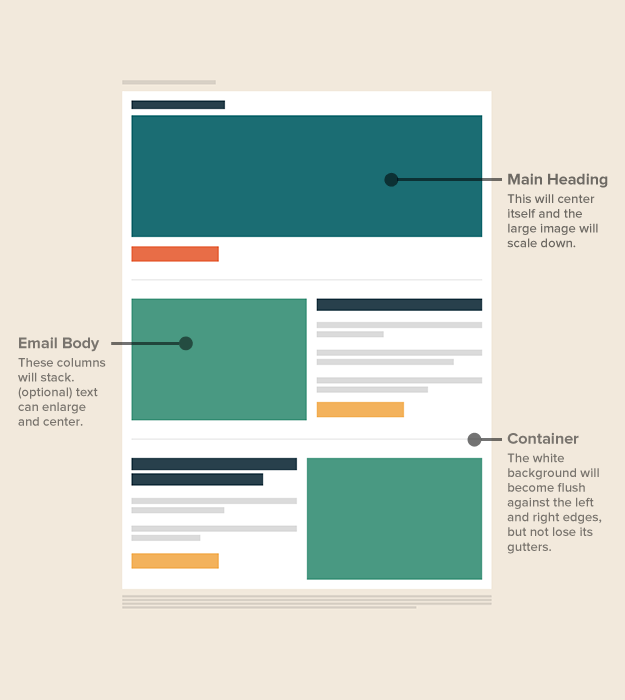 Main Heading
This will center
itself and the
large image will
scale down.
Email Body
These columns
will stack.
(optional) text
can enlarge
and center.
Container
The white
background will
become flush
against the left
and right edges,
but not lose its
gutters.